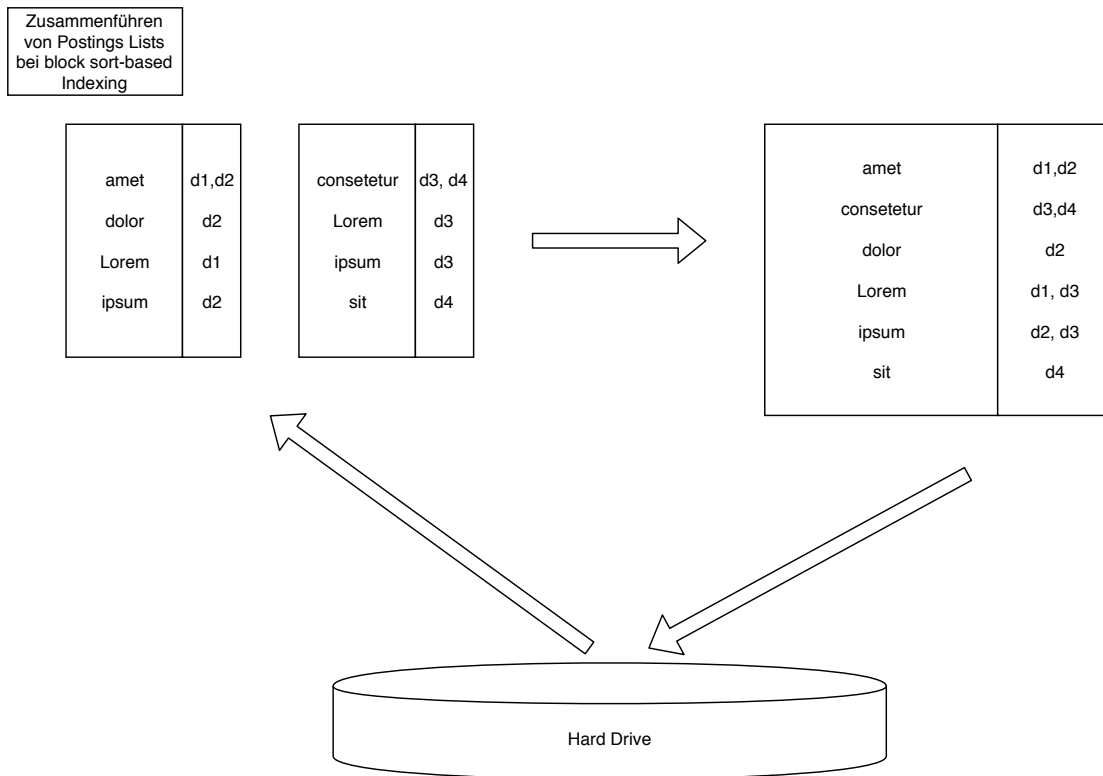 Zusammenführen
von Postings Lists
bei block sort-based
Indexing
amet d1,d2
dolor d2
Lorem d1
ipsum d2
consetetur d3, d4
Lorem d3
ipsum d3
sit d4
amet d1,d2
consetetur d3,d4
dolor d2
Lorem d1, d3
ipsum d2, d3
sit d4
Hard Drive